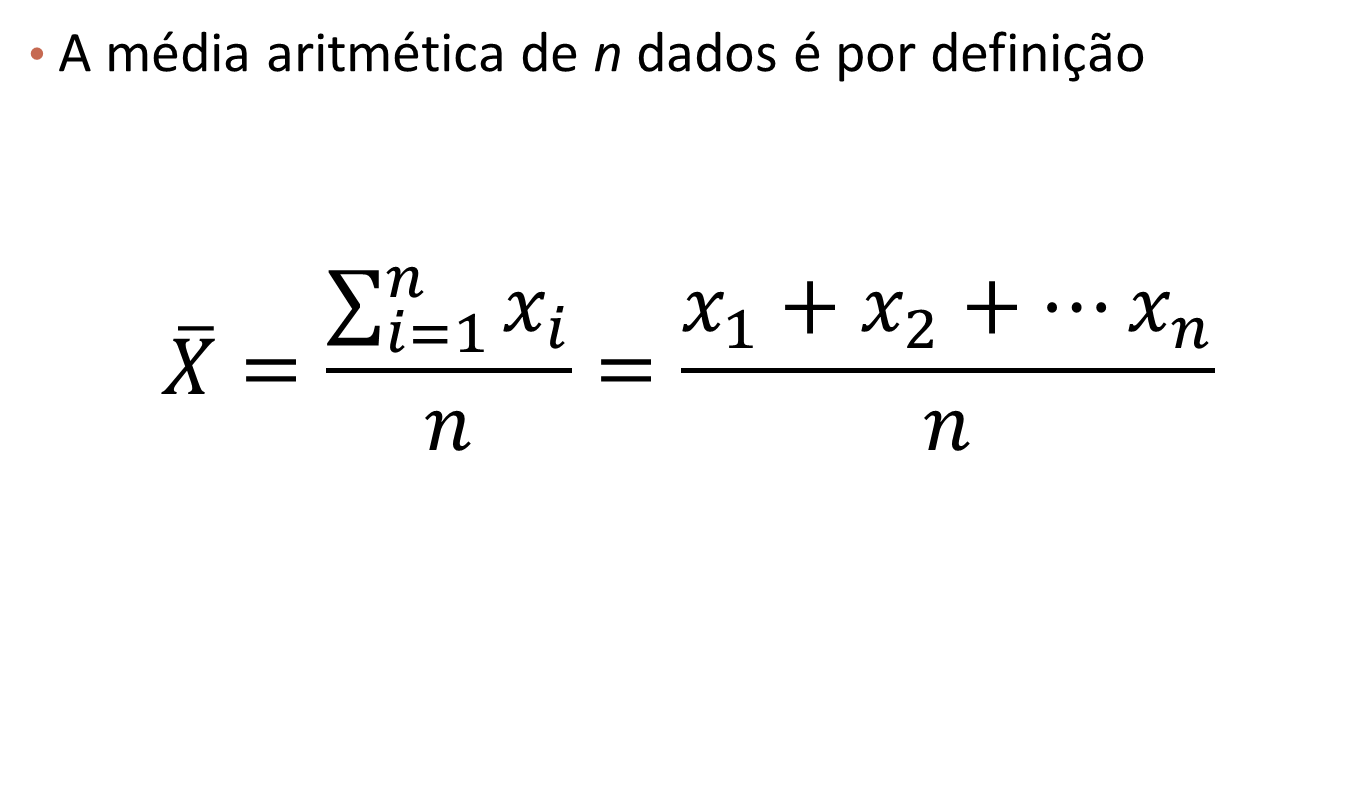 • A média aritmética de n dados é por definição
X̄ = ∑ⁿᵢ₌₁ xᵢ / n = x₁ + x₂ + ⋯ xₙ / n